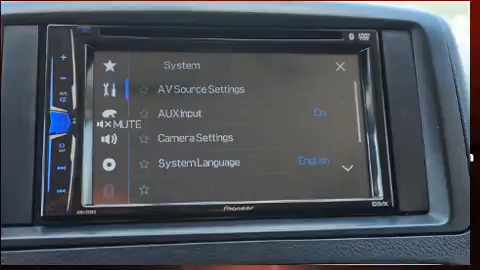 System
AV Source Settings
AUX Input On
MUTE
Camera Settings
System Language English
Pioneer